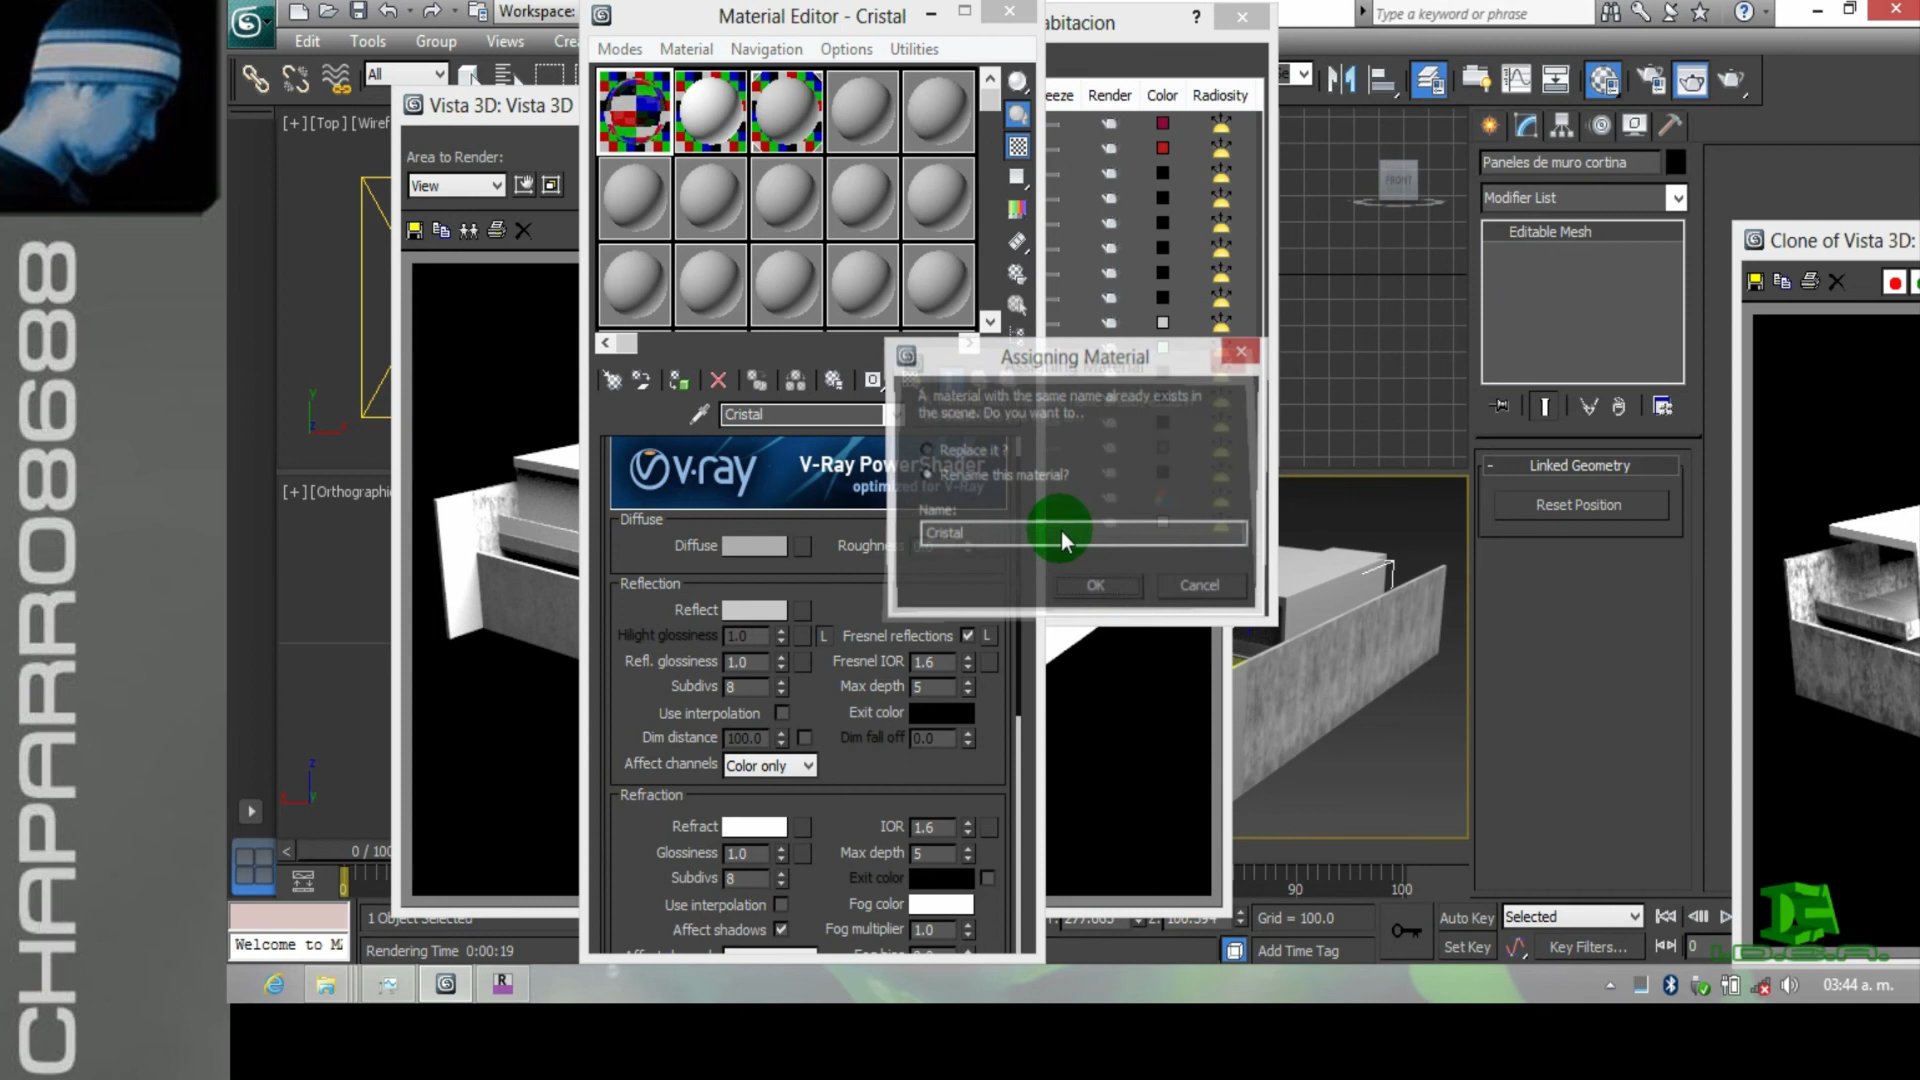 CHAPARRO8688
Workspace:
Type a keyword or phrase
Edit
Tools
Group
Views
Cre
All
[+] [Top] [Wiref
Vista 3D: Vista 3D
Area to Render:
View
[+] [Orthographi
Material Editor - Cristal
Modes
Material
Navigation
Options
Utilities
Cristal
v·ray
V-Ray PowerShader
optimized for V-Ray
Diffuse
Diffuse
Roughness
Reflection
Reflect
Hilight glossiness 1.0
L
Fresnel reflections
L
Refl. glossiness 1.0
Fresnel IOR 1.6
Subdivs 8
Max depth 5
Use interpolation
Exit color
Dim distance 100.0
Dim fall off 0.0
Affect channels Color only
Refraction
Refract
IOR 1.6
Glossiness 1.0
Max depth 5
Subdivs 8
Exit color
Use interpolation
Fog color
Affect shadows
Fog multiplier 1.0
abitacion
eeze
Render
Color
Radiosity
Assigning Material
A material with the same name already exists in
the scene. Do you want to..
Replace it ?
Rename this material?
Name:
Cristal
OK
Cancel
FRONT
Paneles de muro cortina
Modifier List
Editable Mesh
Linked Geometry
Reset Position
Clone of Vista 3D:
0 / 100
0
90
100
1 Object Selected
Grid = 100.0
Auto Key
Selected
Welcome to M
Rendering Time 0:00:19
Add Time Tag
Set Key
Key Filters...
0
03:44 a. m.